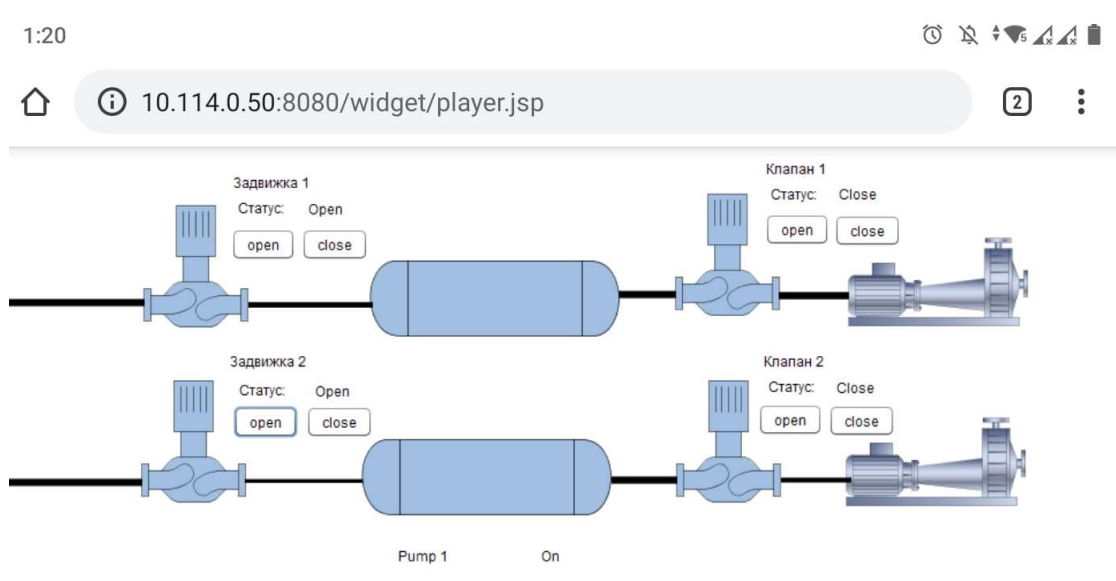 1:20
5
10.114.0.50:8080/widget/player.jsp
2
Задвижка 1
Статус: Open
open close
Клапан 1
Статус: Close
open close
Задвижка 2
Статус: Open
open close
Клапан 2
Статус: Close
open close
Pump 1 On